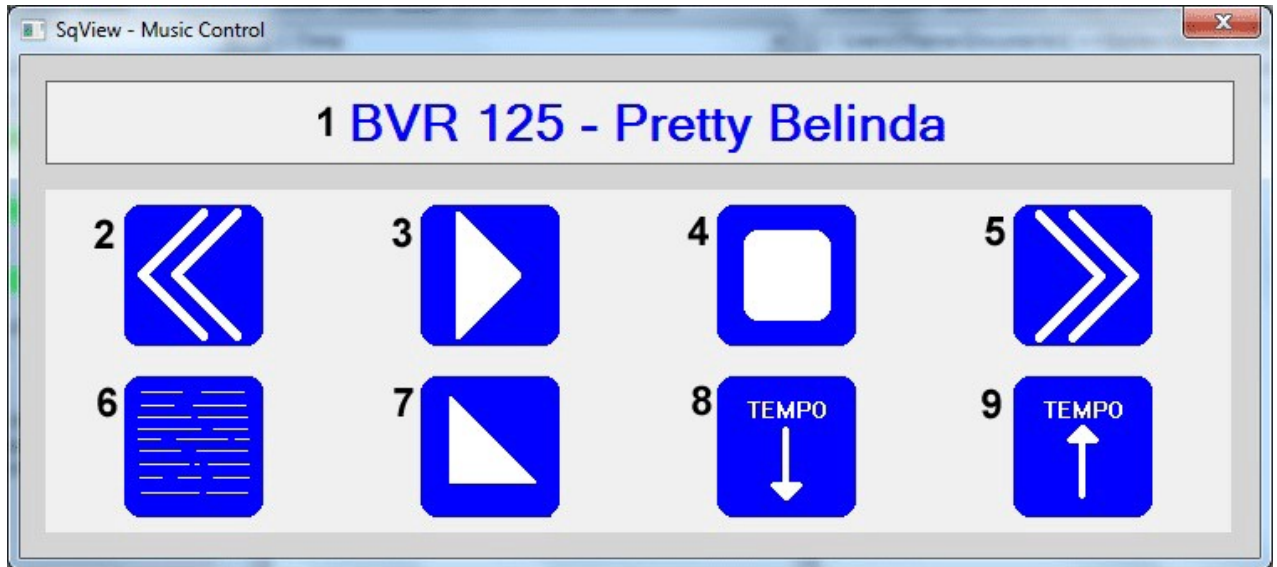 SqView - Music Control
1 BVR 125 - Pretty Belinda
2 3 4 5
6 7 8 TEMPO 9 TEMPO